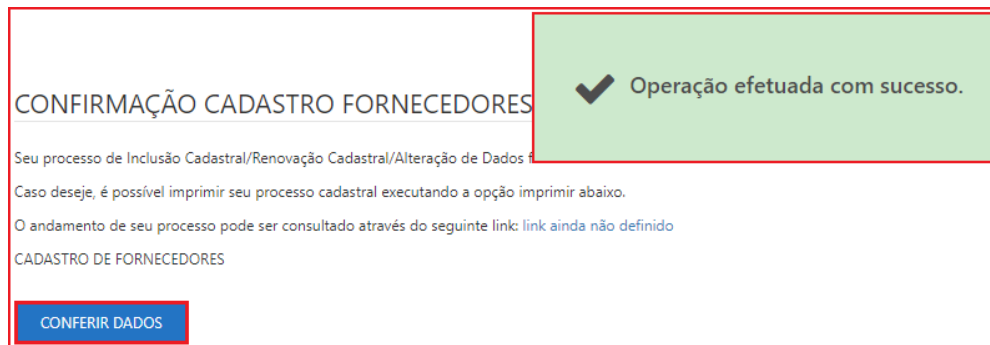 Operação efetuada com sucesso.
CONFIRMAÇÃO CADASTRO FORNECEDORES
Seu processo de Inclusão Cadastral/Renovação Cadastral/Alteração de Dados
Caso deseje, é possível imprimir seu processo cadastral executando a opção imprimir abaixo.
O andamento de seu processo pode ser consultado através do seguinte link: link ainda não definido
CADASTRO DE FORNECEDORES
CONFERIR DADOS